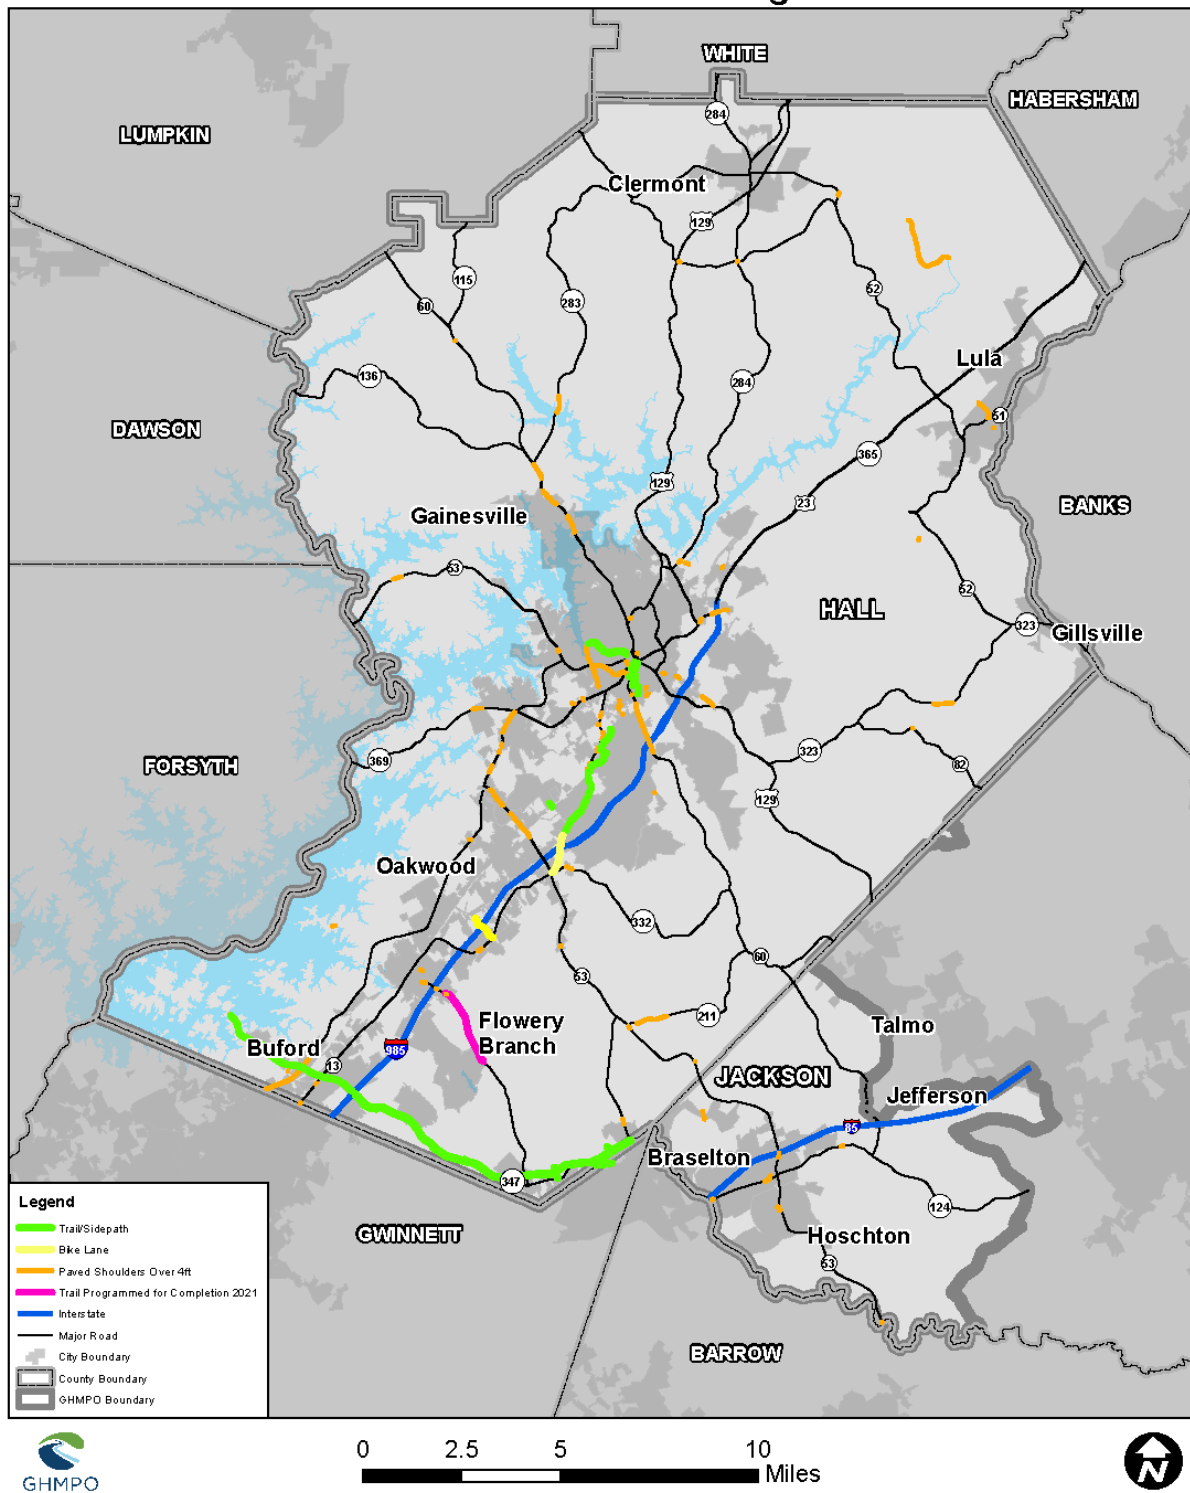 WHITE
HABERSHAM
LUMPKIN
284
Clermont
129
115
60
283
52
136
Lula
284
51
DAWSON
365
129
23
BANKS
Gainesville
53
52
HALL
323
Gillsville
369
FORSYTH
323
82
129
Oakwood
332
60
53
211
Talmo
Flowery
Branch
Buford
985
13
JACKSON
Jefferson
85
Braselton
347
124
GWINNETT
Hoschton
53
BARROW
Legend
Trail/Sidepath
Bike Lane
Paved Shoulders Over 4ft
Trail Programmed for Completion 2021
Interstate
Major Road
City Boundary
County Boundary
GHMPO Boundary
GHMPO
0 2.5 5 10
Miles
N